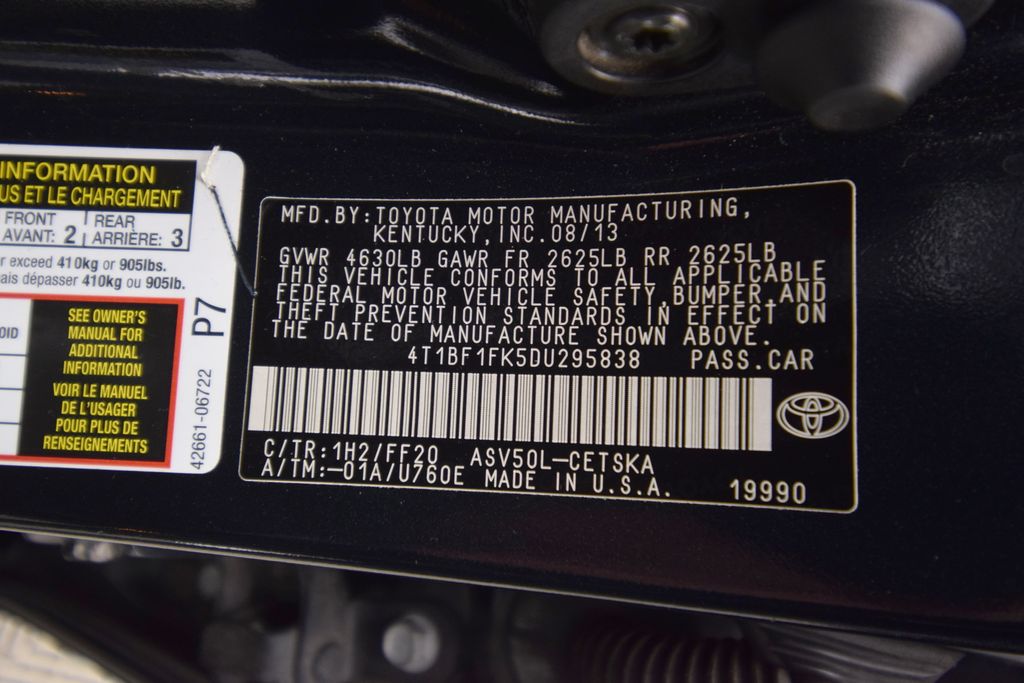 INFORMATION
US ET LE CHARGEMENT
FRONT
AVANT: 2
REAR
ARRIÈRE: 3
exceed 410kg or 905lbs.
ais dépasser 410kg ou 905lb.
OID
SEE OWNER'S
MANUAL FOR
ADDITIONAL
INFORMATION
VOIR LE MANUEL
DE L'USAGER
POUR PLUS DE
RENSEIGNEMENTS
P7
42661-06722
MFD.BY:TOYOTA MOTOR MANUFACTURING,
KENTUCKY,INC.08/13
GVWR 4630LB GAWR FR 2625LB RR 2625LB
THIS VEHICLE CONFORMS TO ALL APPLICABLE
FEDERAL MOTOR VEHICLE SAFETY,BUMPER,AND
THEFT PREVENTION STANDARDS IN EFFECT ON
THE DATE OF MANUFACTURE SHOWN ABOVE.
4T1BF1FK5DU295838 PASS.CAR
C/TR:1H2/FF20 ASV50L-CETSKA
A/TM:-01A/U760E MADE IN U.S.A. 19990